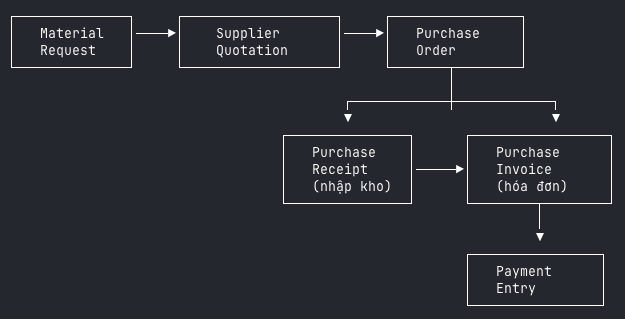 Material
Request
Supplier
Quotation
Purchase
Order
Purchase
Receipt
(nhập kho)
Purchase
Invoice
(hóa đơn)
Payment
Entry